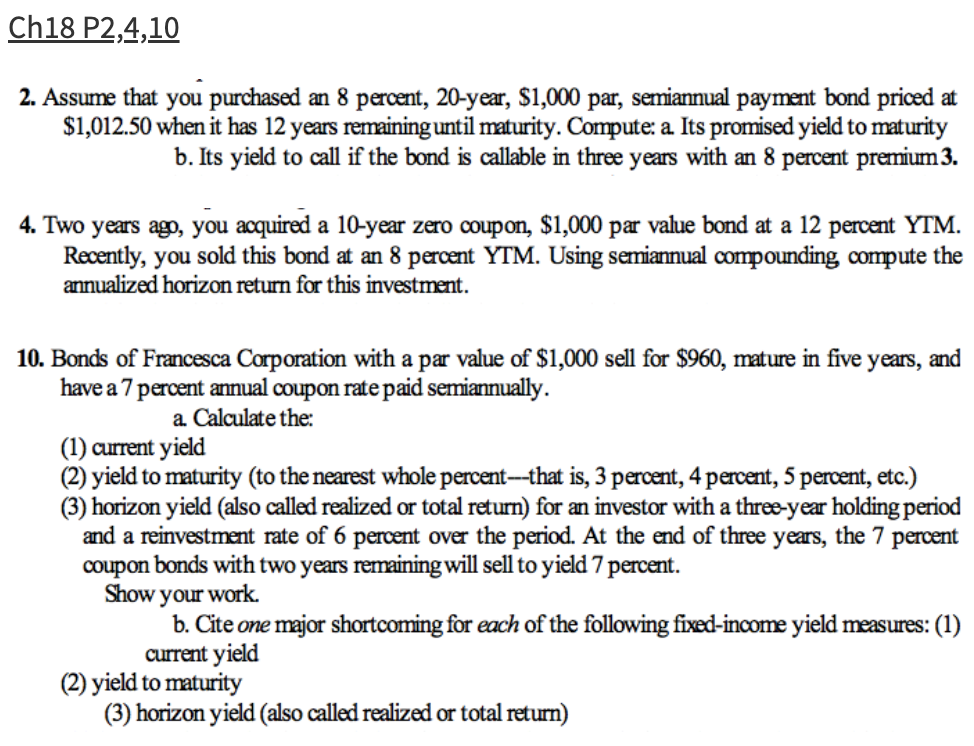 Ch18 P2,4,10
2. Assume that you purchased an 8 percent, 20-year, $1,000 par, semiannual payment bond priced at
$1,012.50 when it has 12 years remaining until maturity. Compute: a. Its promised yield to maturity
b. Its yield to call if the bond is callable in three years with an 8 percent premium 3.
4. Two years ago, you acquired a 10-year zero coupon, $1,000 par value bond at a 12 percent YTM.
Recently, you sold this bond at an 8 percent YTM. Using semiannual compounding, compute the
annualized horizon return for this investment.
10. Bonds of Francesca Corporation with a par value of $1,000 sell for $960, mature in five years, and
have a 7 percent annual coupon rate paid semiannually.
a. Calculate the:
(1) current yield
(2) yield to maturity (to the nearest whole percent---that is, 3 percent, 4 percent, 5 percent, etc.)
(3) horizon yield (also called realized or total return) for an investor with a three-year holding period
and a reinvestment rate of 6 percent over the period. At the end of three years, the 7 percent
coupon bonds with two years remaining will sell to yield 7 percent.
Show your work.
b. Cite one major shortcoming for each of the following fixed-income yield measures: (1)
current yield
(2) yield to maturity
(3) horizon yield (also called realized or total return)